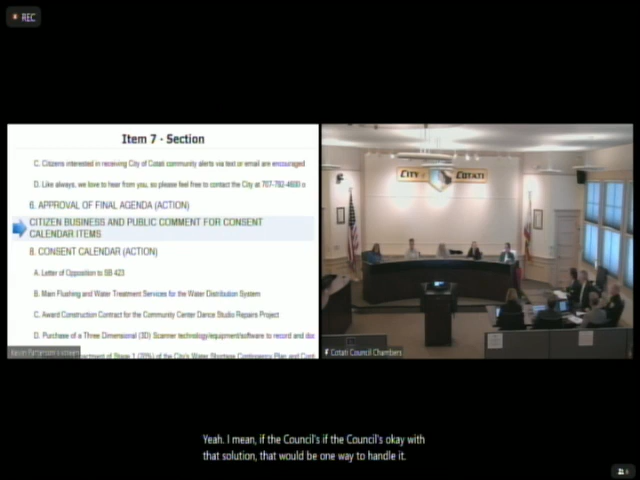 REC
Item 7 - Section
C. Citizens interested in receiving City of Cotati community alerts via text or email are encouraged
D. Like always, we love to hear from you, so please feel free to contact the City at 707-792-4600 o
6. APPROVAL OF FINAL AGENDA (ACTION)
CITIZEN BUSINESS AND PUBLIC COMMENT FOR CONSENT
CALENDAR ITEMS
8. CONSENT CALENDAR (ACTION)
A. Letter of Opposition to SB 423
B. Main Flushing and Water Treatment Services for the Water Distribution System
C. Award Construction Contract for the Community Center Dance Studio Repairs Project
D. Purchase of a Three Dimensional (3D) Scanner technology/equipment/software to record and
of Stage 1 (20%) of the City's Water Shortage Contingency Plan and
CITY OF COTATI
Cotati Council Chambers
Yeah. I mean, if the Council's if the Council's okay with
that solution, that would be one way to handle it.